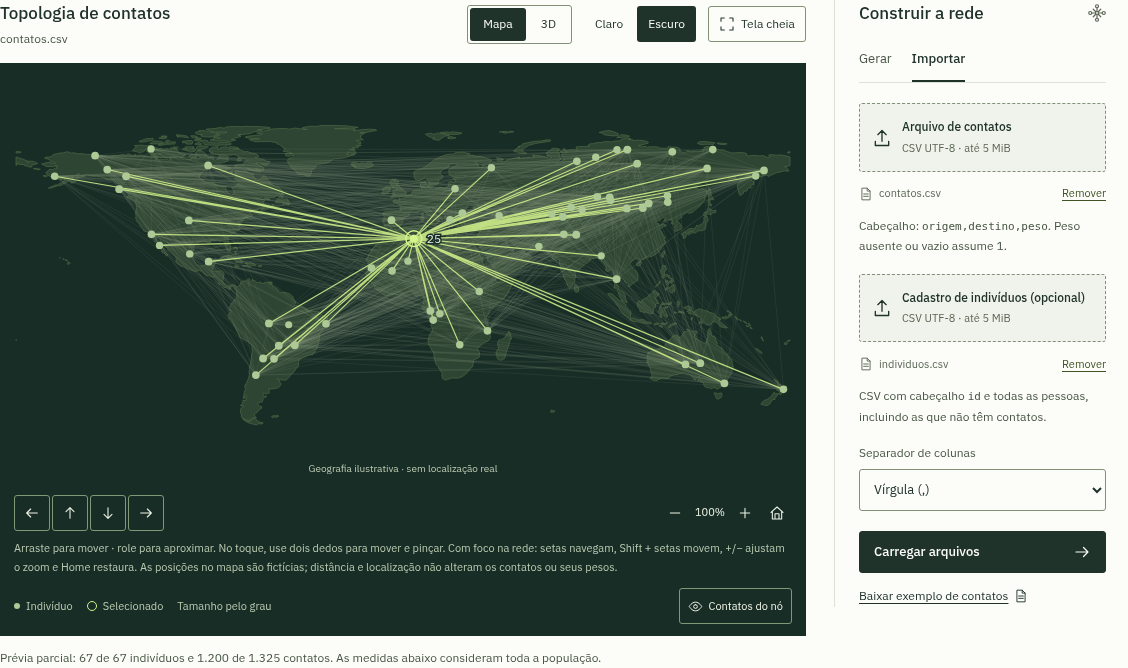 Topologia de contatos
contatos.csv
Mapa
3D
Claro
Escuro
Tela cheia
25
Geografia ilustrativa · sem localização real
100%
Arraste para mover · role para aproximar. No toque, use dois dedos para mover e pinçar. Com foco na rede: setas navegam, Shift + setas movem, +/− ajustam
o zoom e Home restaura. As posições no mapa são fictícias; distância e localização não alteram os contatos ou seus pesos.
Indivíduo
Selecionado
Tamanho pelo grau
Contatos do nó
Prévia parcial: 67 de 67 indivíduos e 1.200 de 1.325 contatos. As medidas abaixo consideram toda a população.
Construir a rede
Gerar
Importar
Arquivo de contatos
CSV UTF-8 · até 5 MiB
contatos.csv
Remover
Cabeçalho: origem,destino,peso. Peso
ausente ou vazio assume 1.
Cadastro de indivíduos (opcional)
CSV UTF-8 · até 5 MiB
individuos.csv
Remover
CSV com cabeçalho id e todas as pessoas,
incluindo as que não têm contatos.
Separador de colunas
Vírgula (,)
Carregar arquivos
Baixar exemplo de contatos